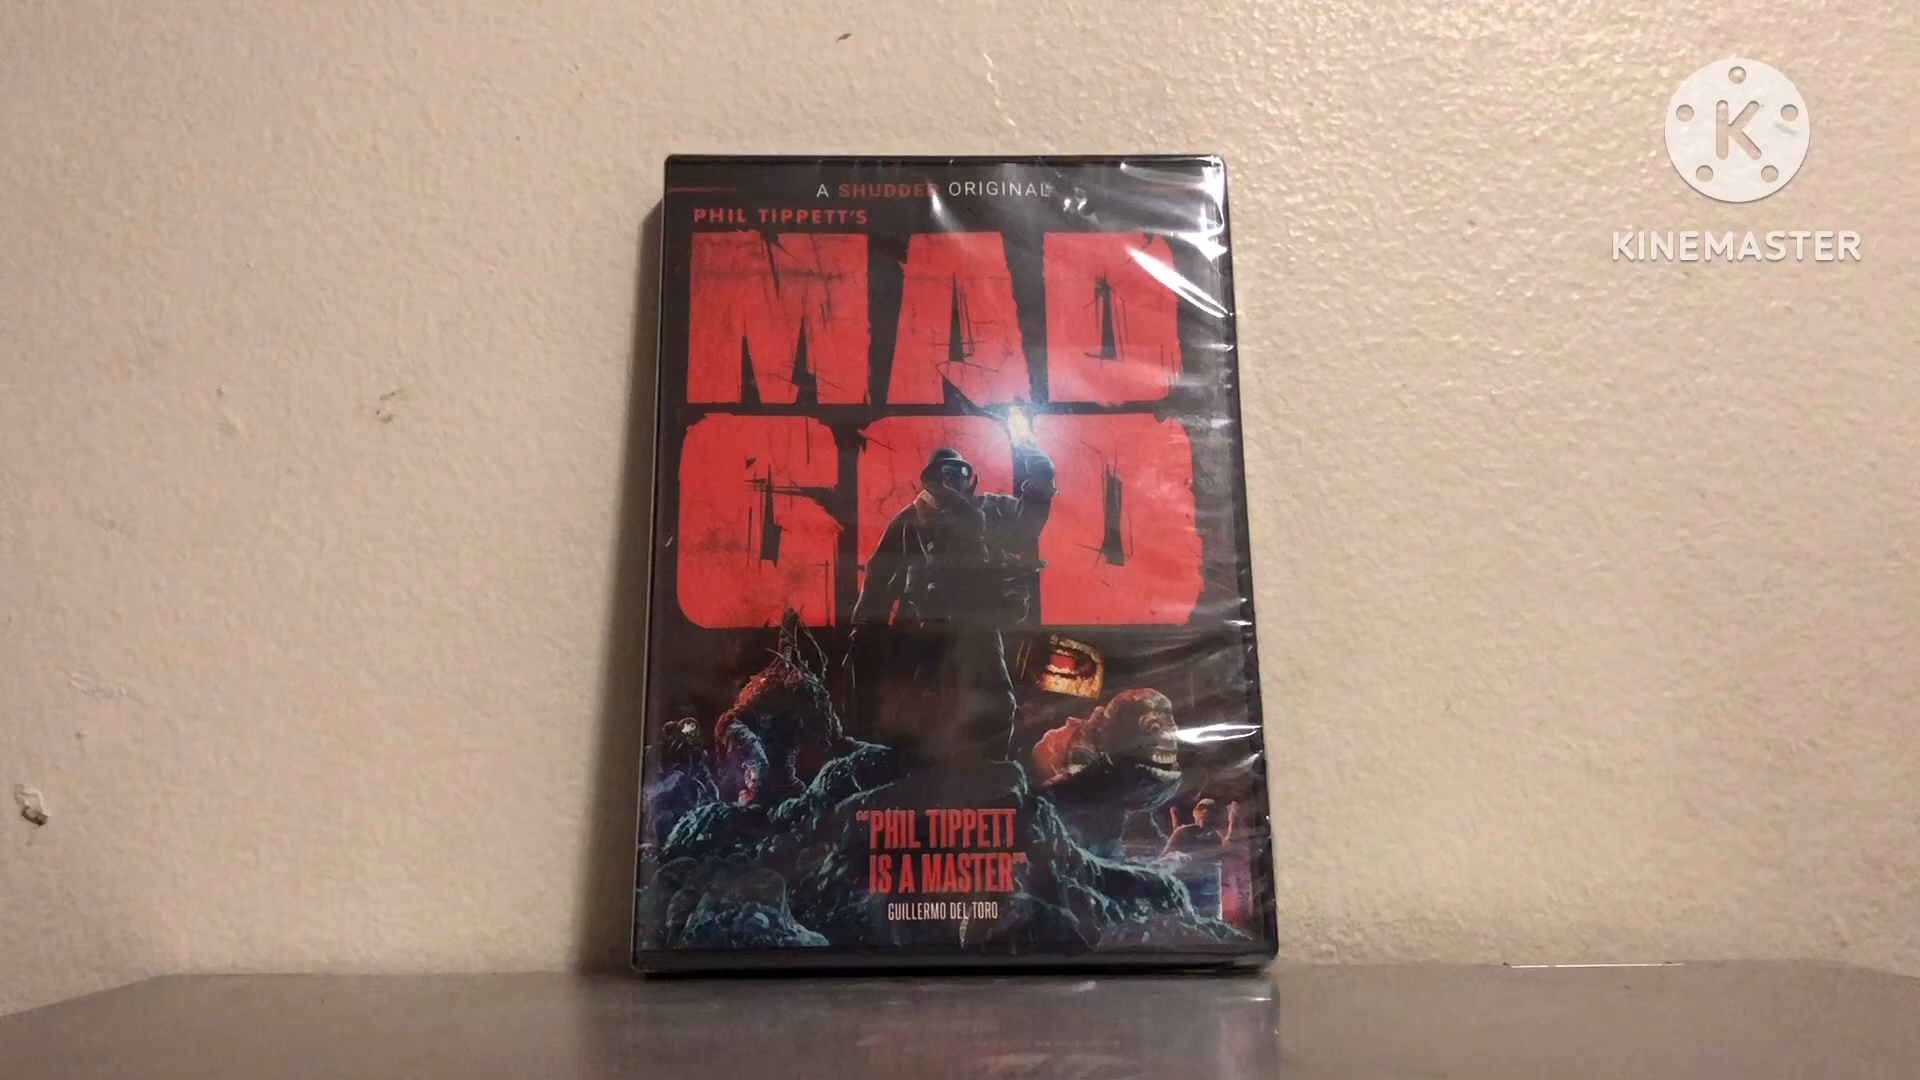 A SHUDDER ORIGINAL
PHIL TIPPETT'S
MAD
GOD
"PHIL TIPPETT
IS A MASTER"
GUILLERMO DEL TORO
K
KINEMASTER